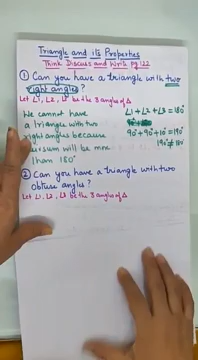 Triangle and its Properties
Think Discuss and Write pg 122
① Can you have a triangle with two
right angles ?
Let ∠1, ∠2, ∠3 be the 3 angles of Δ
We cannot have
∠1 + ∠2 + ∠3 = 180°
a triangle with two
right angles because
90° + 90° + 10° = 190°
sum will be more
190° ≠ 180°
than 180°
② Can you have a triangle with two
obtuse angles ?
Let ∠1, ∠2, ∠3 be the 3 angles of Δ